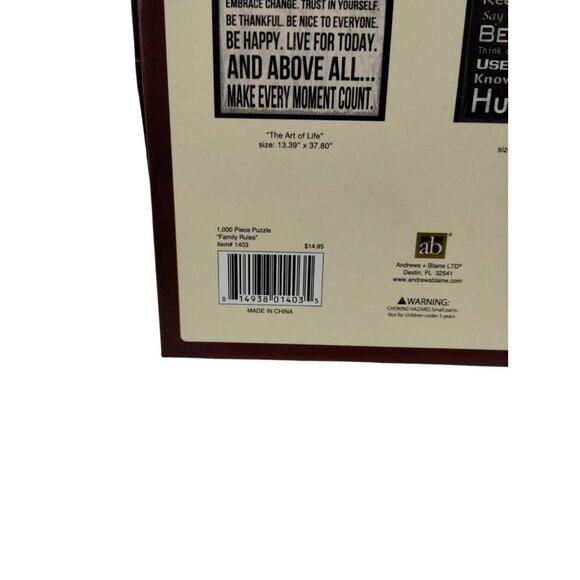 EMBRACE CHANGE. TRUST IN YOURSELF.
BE THANKFUL. BE NICE TO EVERYONE.
BE HAPPY. LIVE FOR TODAY.
AND ABOVE ALL...
MAKE EVERY MOMENT COUNT.
"The Art of Life"
size: 13.39" x 37.80"
Say
BE
Think
USE
Know
Hu
1,000 Piece Puzzle
"Family Rules"
Item# 1403 $14.95
8 14938 01403 5
MADE IN CHINA
ab®
Andrews + Blaine LTD®
Destin, FL 32541
www.andrewsblaine.com
WARNING:
CHOKING HAZARD: Small parts.
Not for children under 3 years